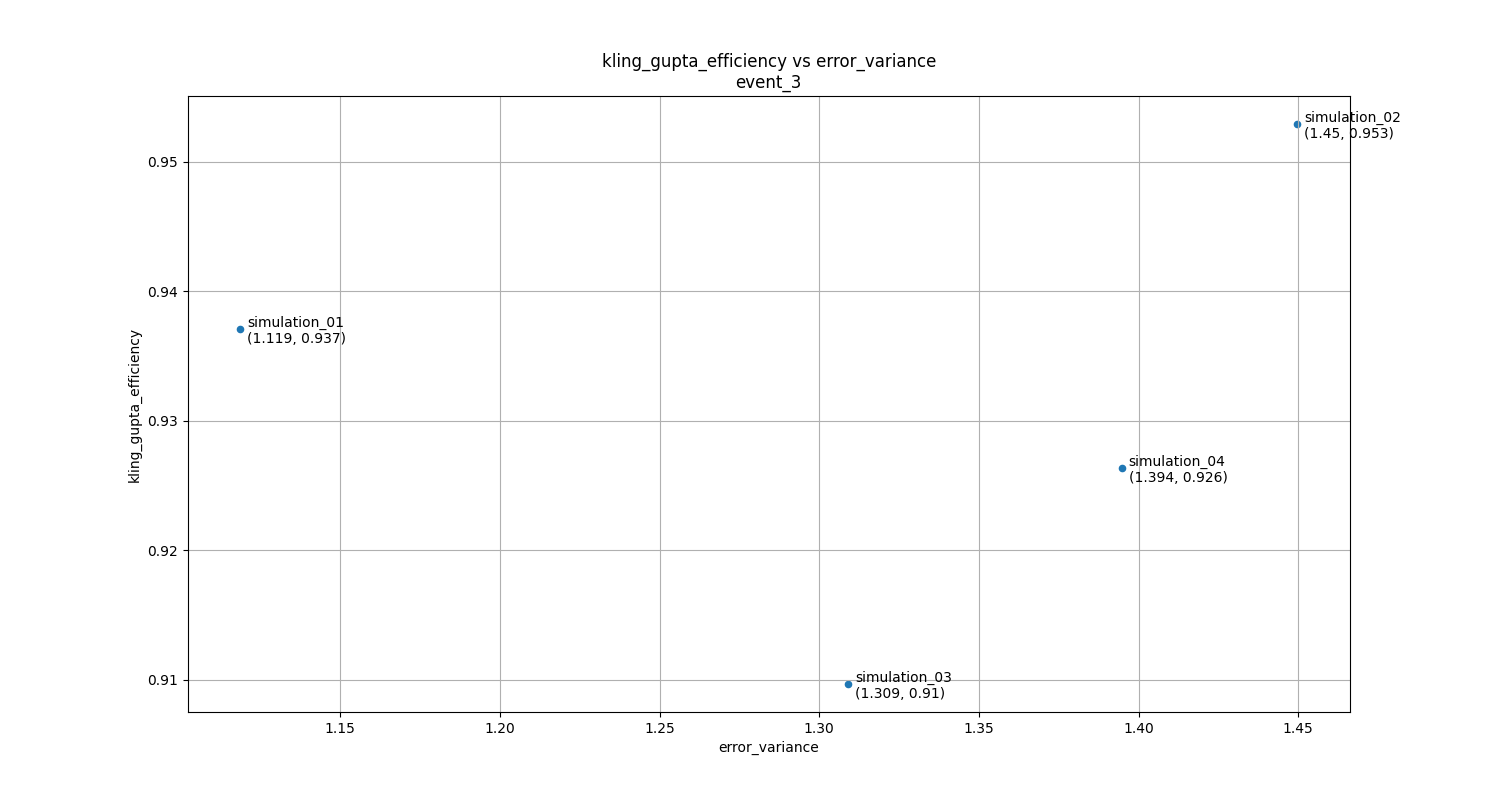 kling_gupta_efficiency vs error_variance
event_3
simulation_02
(1.45, 0.953)
0.95
0.94
simulation_01
(1.119, 0.937)
kling_gupta_efficiency
0.93
simulation_04
(1.394, 0.926)
0.92
simulation_03
(1.309, 0.91)
0.91
1.15 1.20 1.25 1.30 1.35 1.40 1.45
error_variance